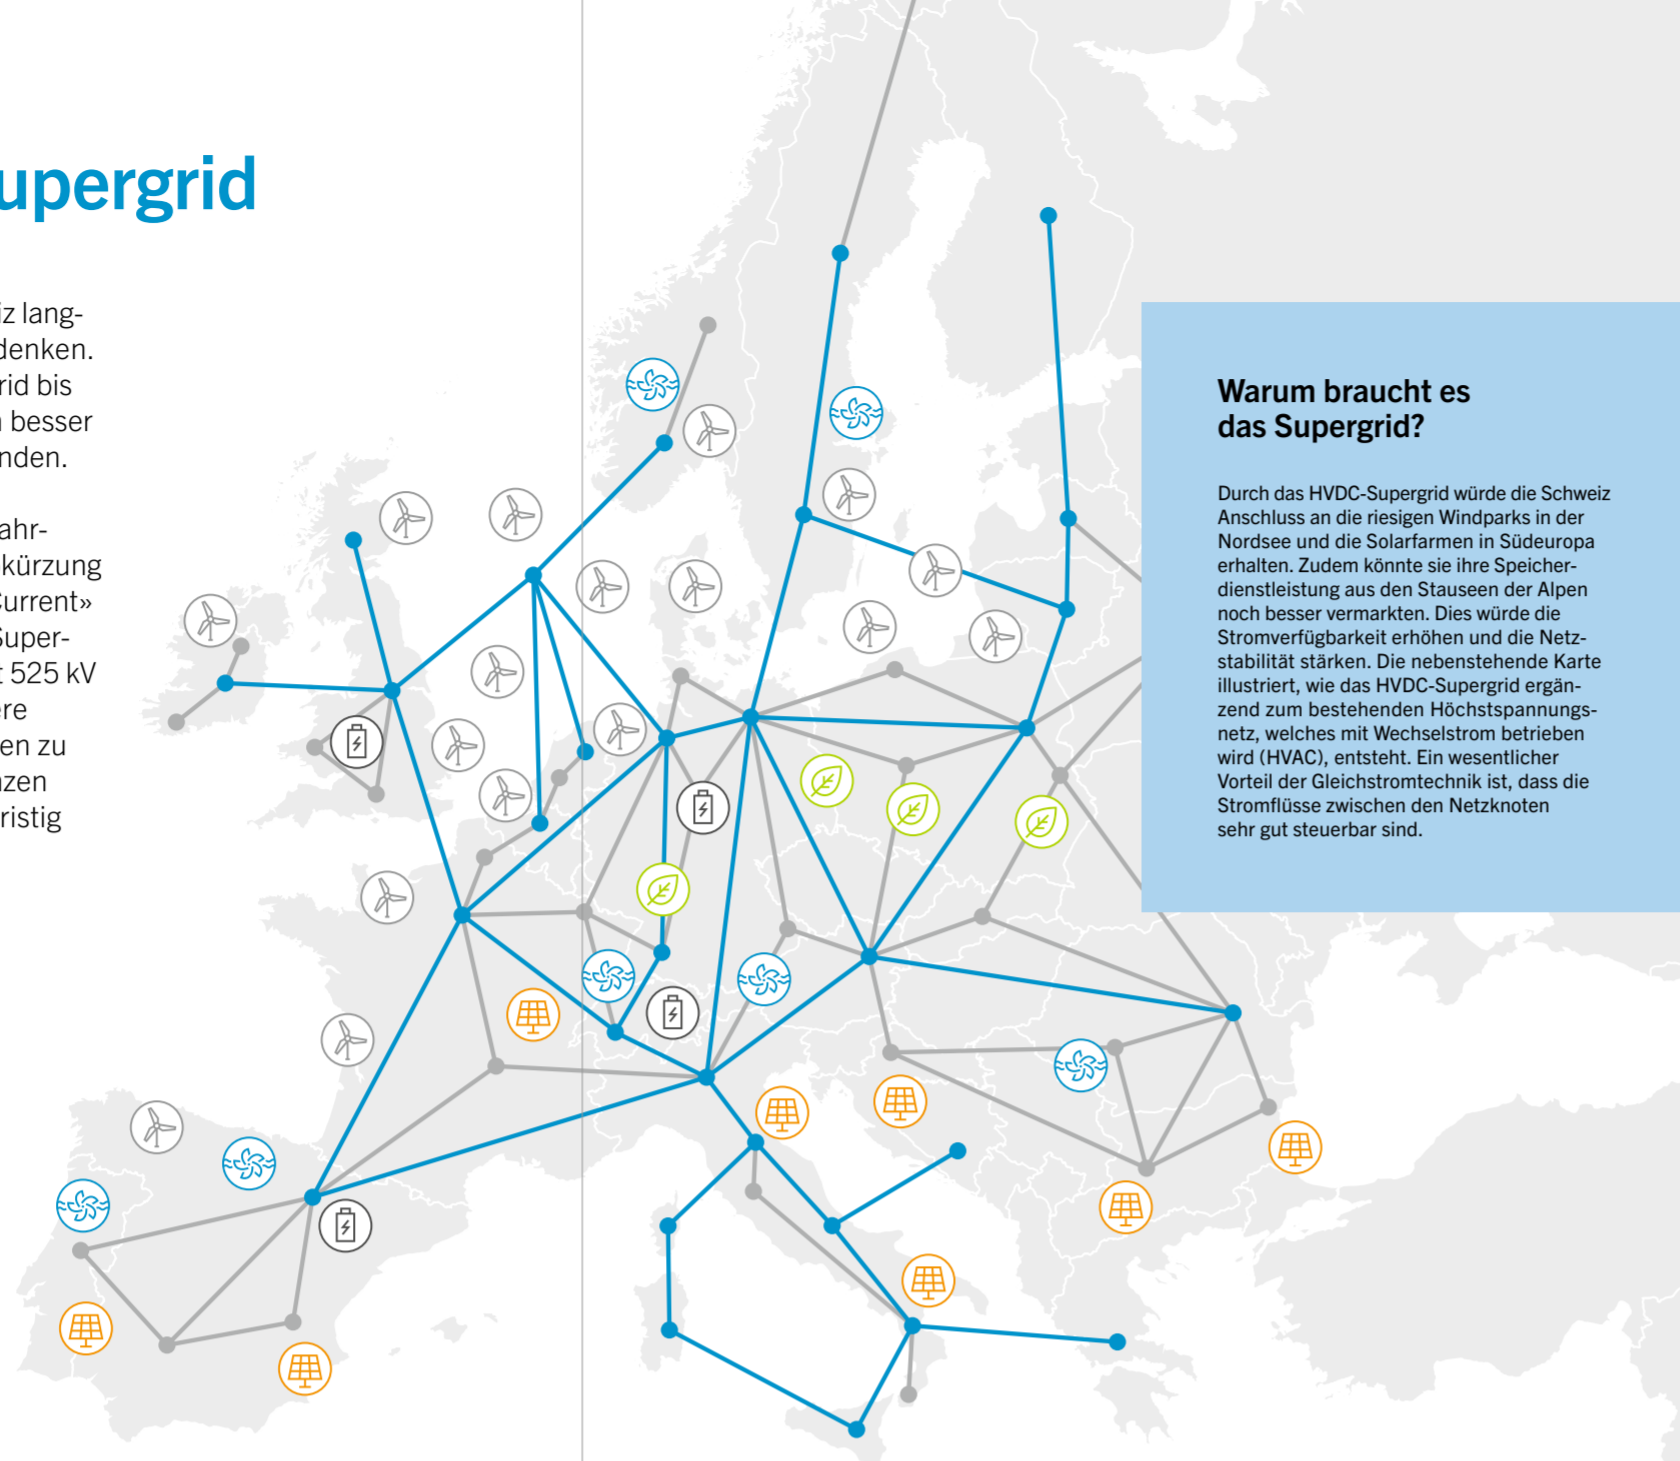 upergrid
iz lang-
denken.
rid bis
besser
nden.
ahr-
kürzung
Current»
Super-
t 525 kV
ere
en zu
nzen
ristig
Warum braucht es
das Supergrid?
Durch das HVDC-Supergrid würde die Schweiz
Anschluss an die riesigen Windparks in der
Nordsee und die Solarfarmen in Südeuropa
erhalten. Zudem könnte sie ihre Speicher-
dienstleistung aus den Stauseen der Alpen
noch besser vermarkten. Dies würde die
Stromverfügbarkeit erhöhen und die Netz-
stabilität stärken. Die nebenstehende Karte
illustriert, wie das HVDC-Supergrid ergän-
zend zum bestehenden Höchstspannungs-
netz, welches mit Wechselstrom betrieben
wird (HVAC), entsteht. Ein wesentlicher
Vorteil der Gleichstromtechnik ist, dass die
Stromflüsse zwischen den Netzknoten
sehr gut steuerbar sind.